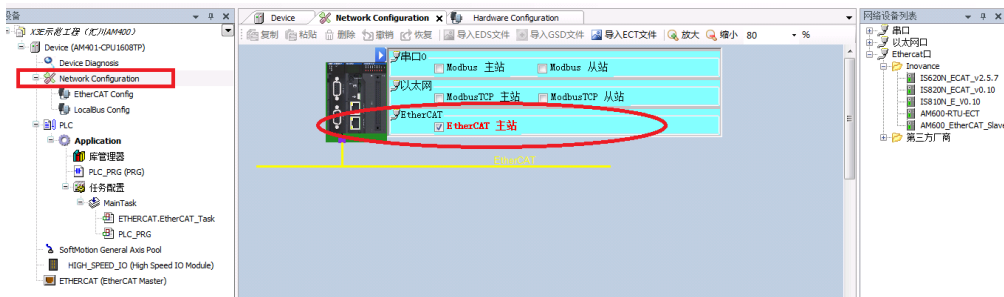 设备
X3E示教工程 (汇川AM400)
Device (AM401-CPU1608TP)
Device Diagnosis
Network Configuration
EtherCAT Config
LocalBus Config
PLC
Application
库管理器
PLC_PRG (PRG)
任务配置
MainTask
ETHERCAT.EtherCAT_Task
PLC_PRG
SoftMotion General Axis Pool
HIGH_SPEED_IO (High Speed IO Module)
ETHERCAT (EtherCAT Master)
Device Network Configuration Hardware Configuration
复制 粘贴 删除 撤销 恢复 导入EDS文件 导入GSD文件 导入ECT文件 放大 缩小 80 %
串口0
Modbus 主站 Modbus 从站
以太网
ModbusTCP 主站 ModbusTCP 从站
EtherCAT
EtherCAT 主站
EtherCAT
网络设备列表
串口
以太网口
Ethercat口
Inovance
IS620N_ECAT_v2.5.7
IS820N_ECAT_v0.10
IS810N_E_V0.10
AM600-RTU-ECT
AM600_EtherCAT_Slave
第三方厂商